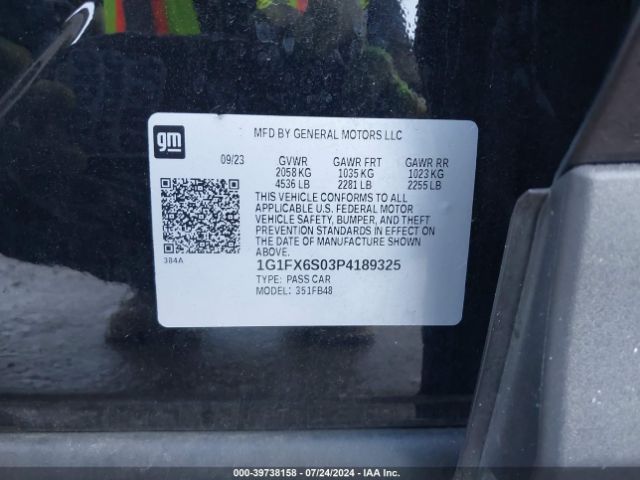 gm
MFD BY GENERAL MOTORS LLC
09/23 GVWR GAWR FRT GAWR RR
2058 KG 1035 KG 1023 KG
4536 LB 2281 LB 2255 LB
THIS VEHICLE CONFORMS TO ALL
APPLICABLE U.S. FEDERAL MOTOR
VEHICLE SAFETY, BUMPER, AND THEFT
PREVENTION STANDARDS IN EFFECT ON
THE DATE OF MANUFACTURE SHOWN
ABOVE.
384A
1G1FX6S03P4189325
TYPE: PASS CAR
MODEL: 351FB48
000-39738158 - 07/24/2024 - IAA Inc.